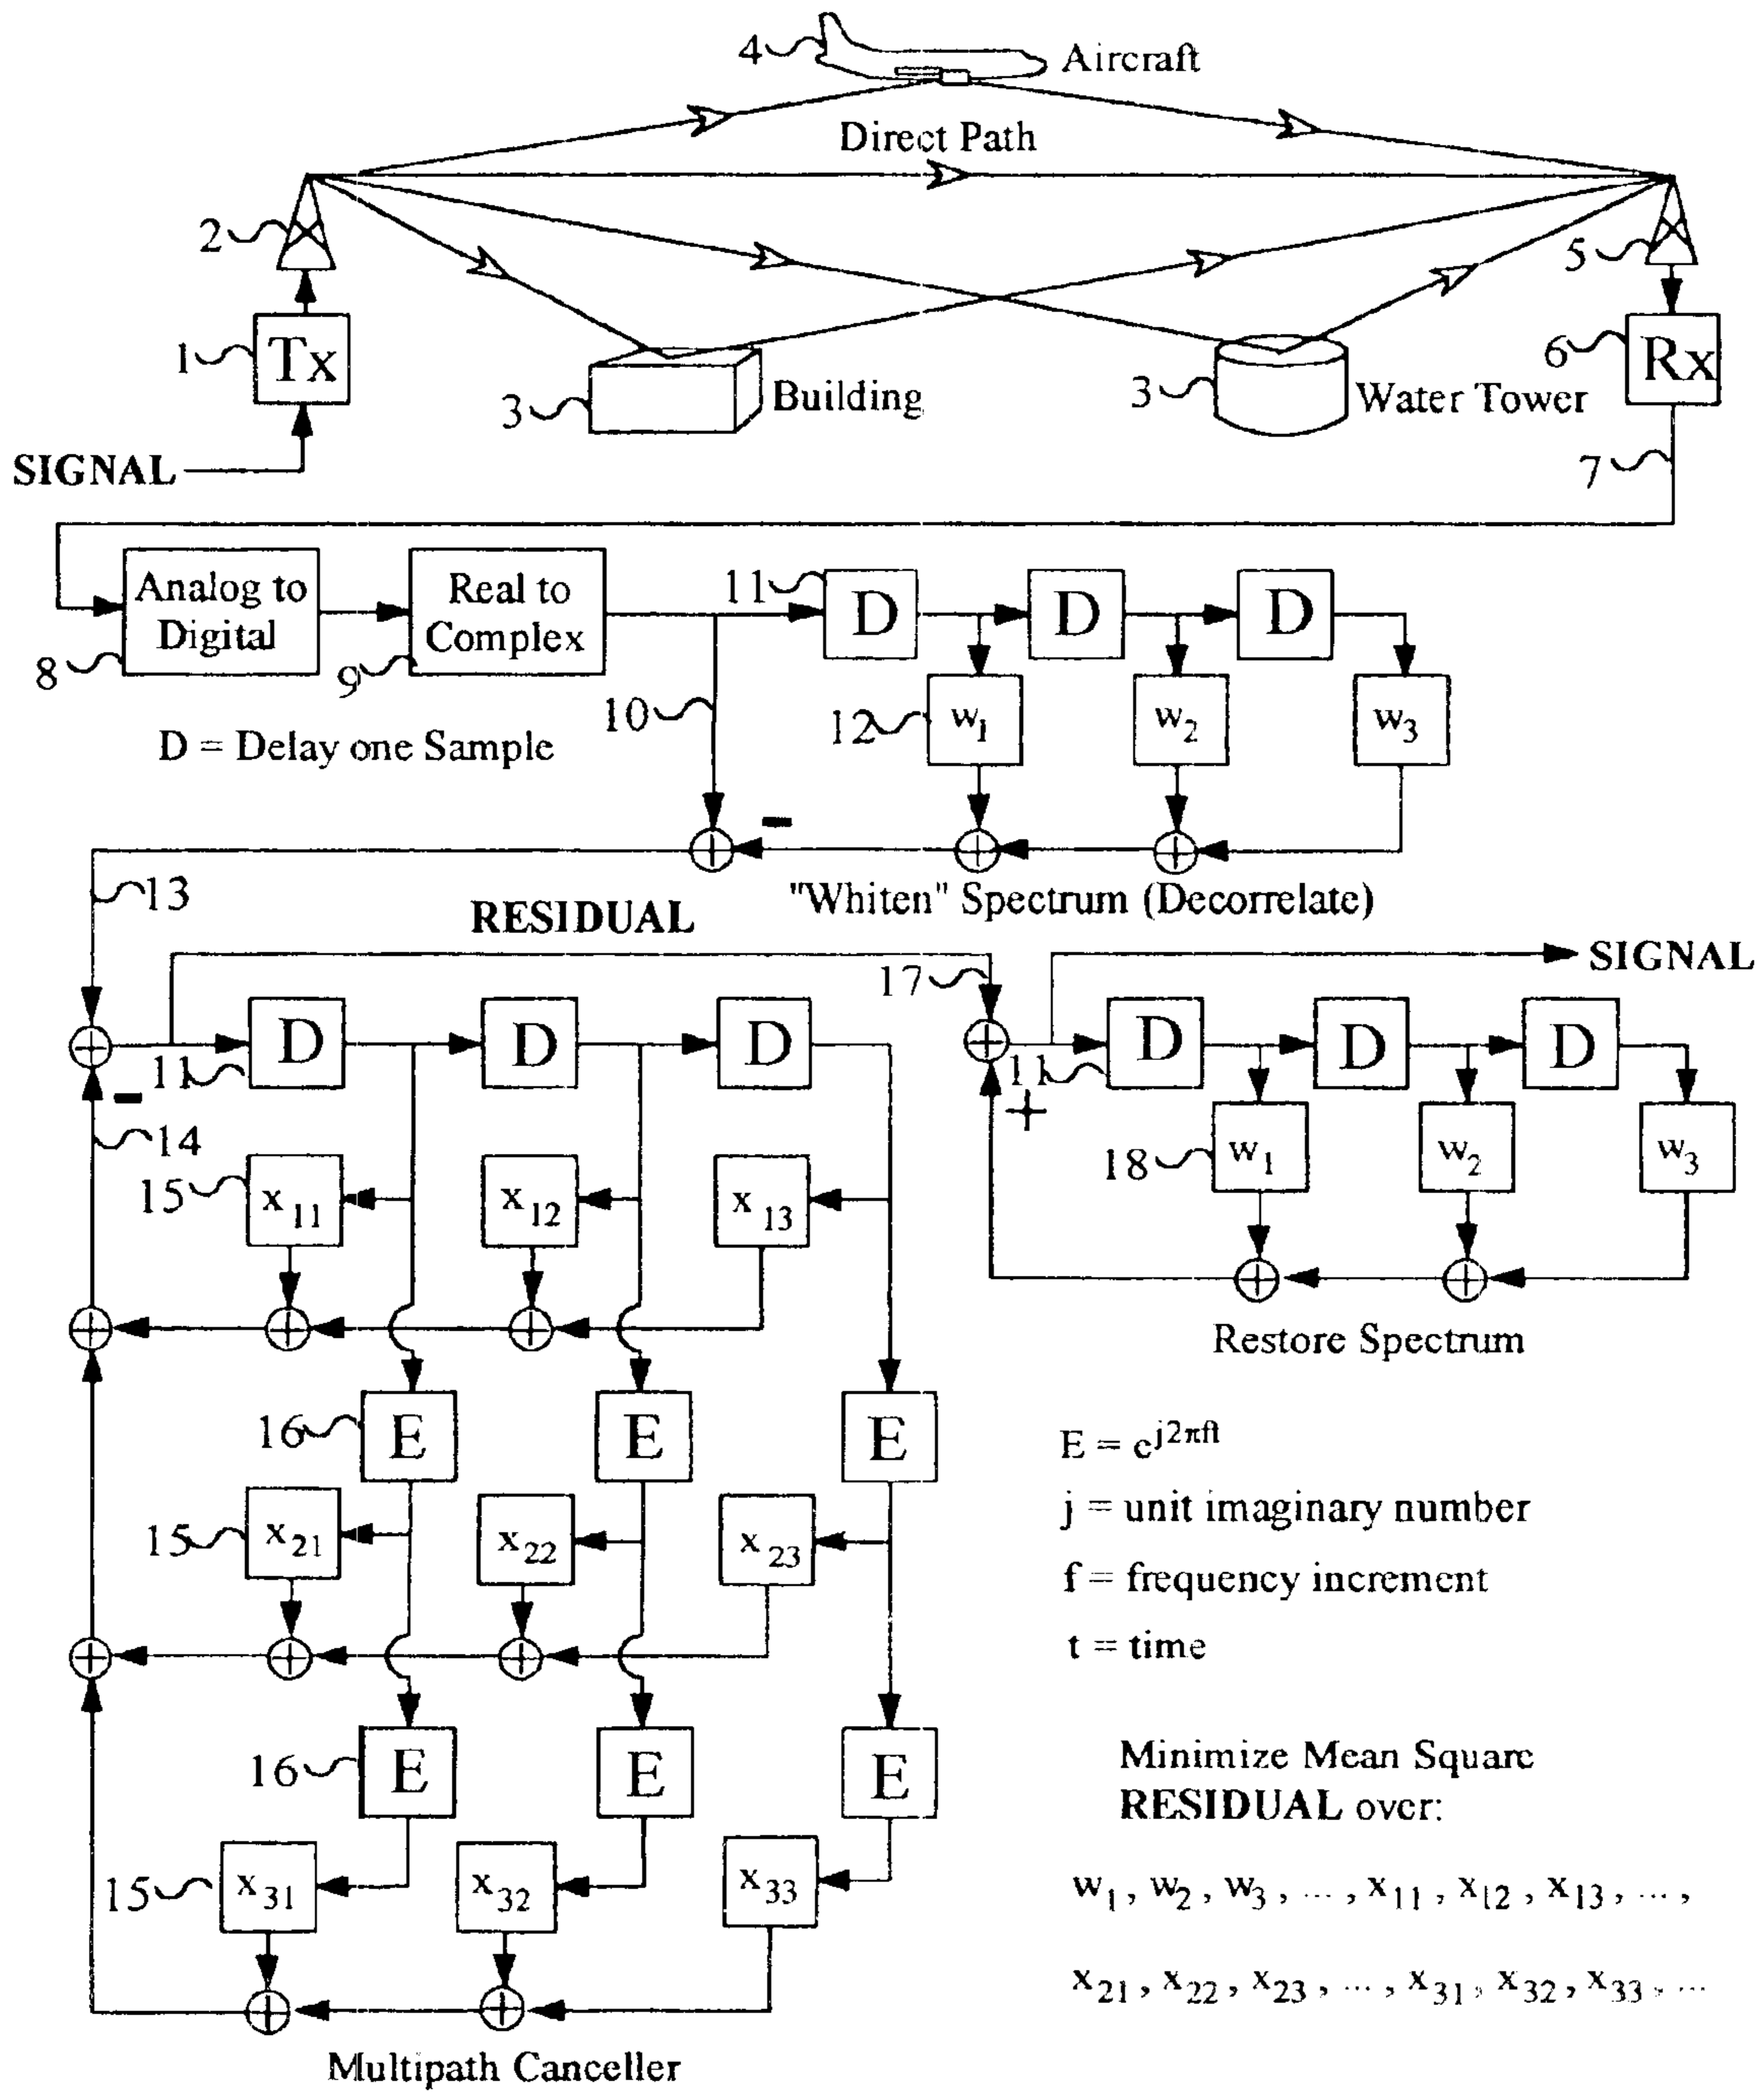 4 Aircraft
Direct Path
2
5
1 Tx
6 Rx
3 Building
3 Water Tower
SIGNAL
7
Analog to
Digital
8
Real to
Complex
9
11 D D D
10
12 w1 w2 w3
D = Delay one Sample
-
13
"Whiten" Spectrum (Decorrelate)
RESIDUAL
17
SIGNAL
11 D D D
11 D D D
-
+
14
18 w1 w2 w3
15 x11 x12 x13
Restore Spectrum
16 E E E
E = e^j2πft
j = unit imaginary number
15 x21 x22 x23
f = frequency increment
t = time
16 E E E
Minimize Mean Square
RESIDUAL over:
15 x31 x32 x33
w1, w2, w3, ..., x11, x12, x13, ...,
x21, x22, x23, ..., x31, x32, x33, ...
Multipath Canceller